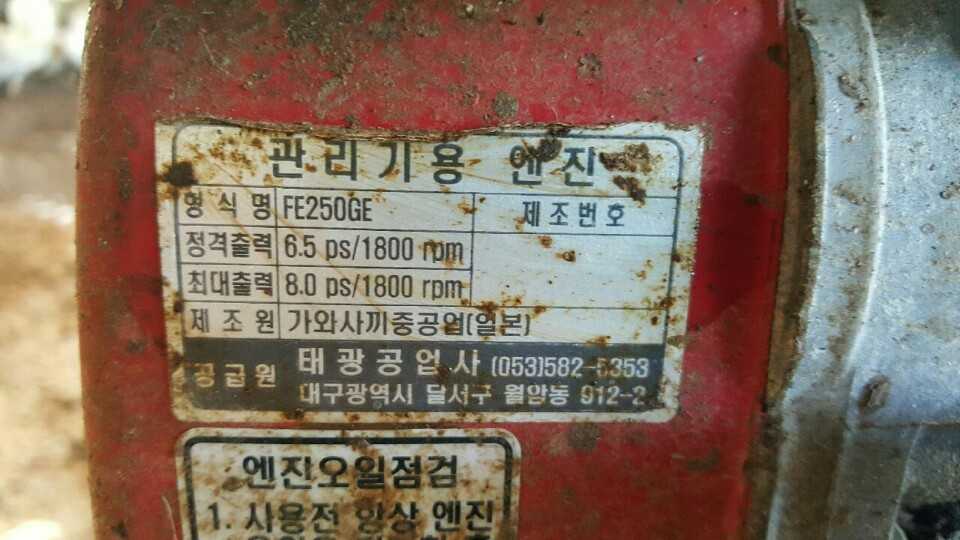 관리기용 엔진
형식명 FE250GE 제조번호
정격출력 6.5 ps/1800 rpm
최대출력 8.0 ps/1800 rpm
제조원 가와사끼중공업(일본)
공급원 태광공업사 (053)582-5353
대구광역시 달서구 월암동 912-2
엔진오일점검
1. 사용전 항상 엔진